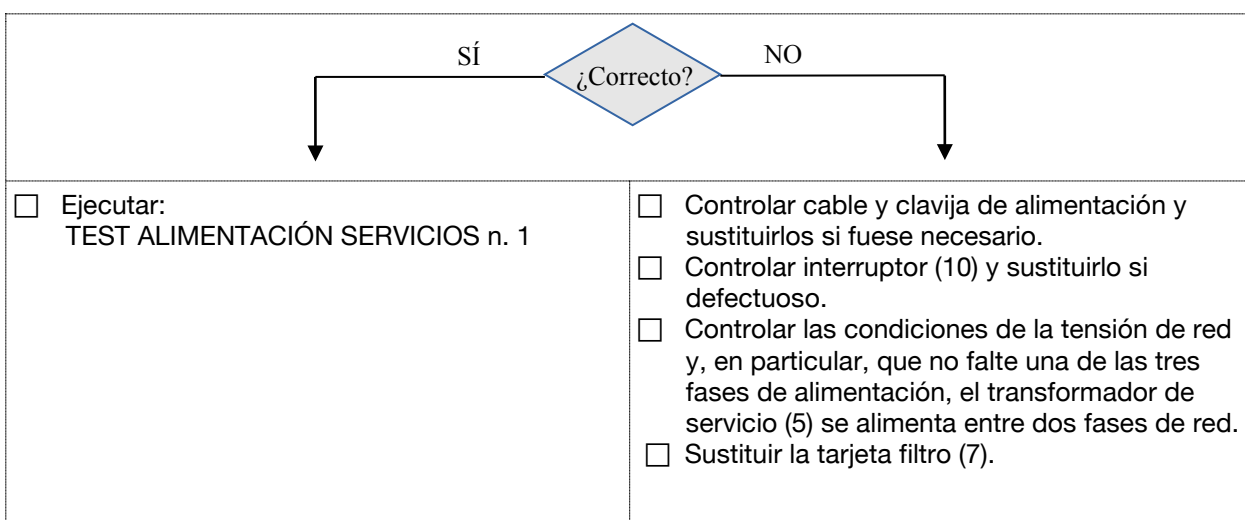 SÍ
¿Correcto?
NO
☐ Ejecutar:
TEST ALIMENTACIÓN SERVICIOS n. 1
☐ Controlar cable y clavija de alimentación y
sustituirlos si fuese necesario.
☐ Controlar interruptor (10) y sustituirlo si
defectuoso.
☐ Controlar las condiciones de la tensión de red
y, en particular, que no falte una de las tres
fases de alimentación, el transformador de
servicio (5) se alimenta entre dos fases de red.
☐ Sustituir la tarjeta filtro (7).